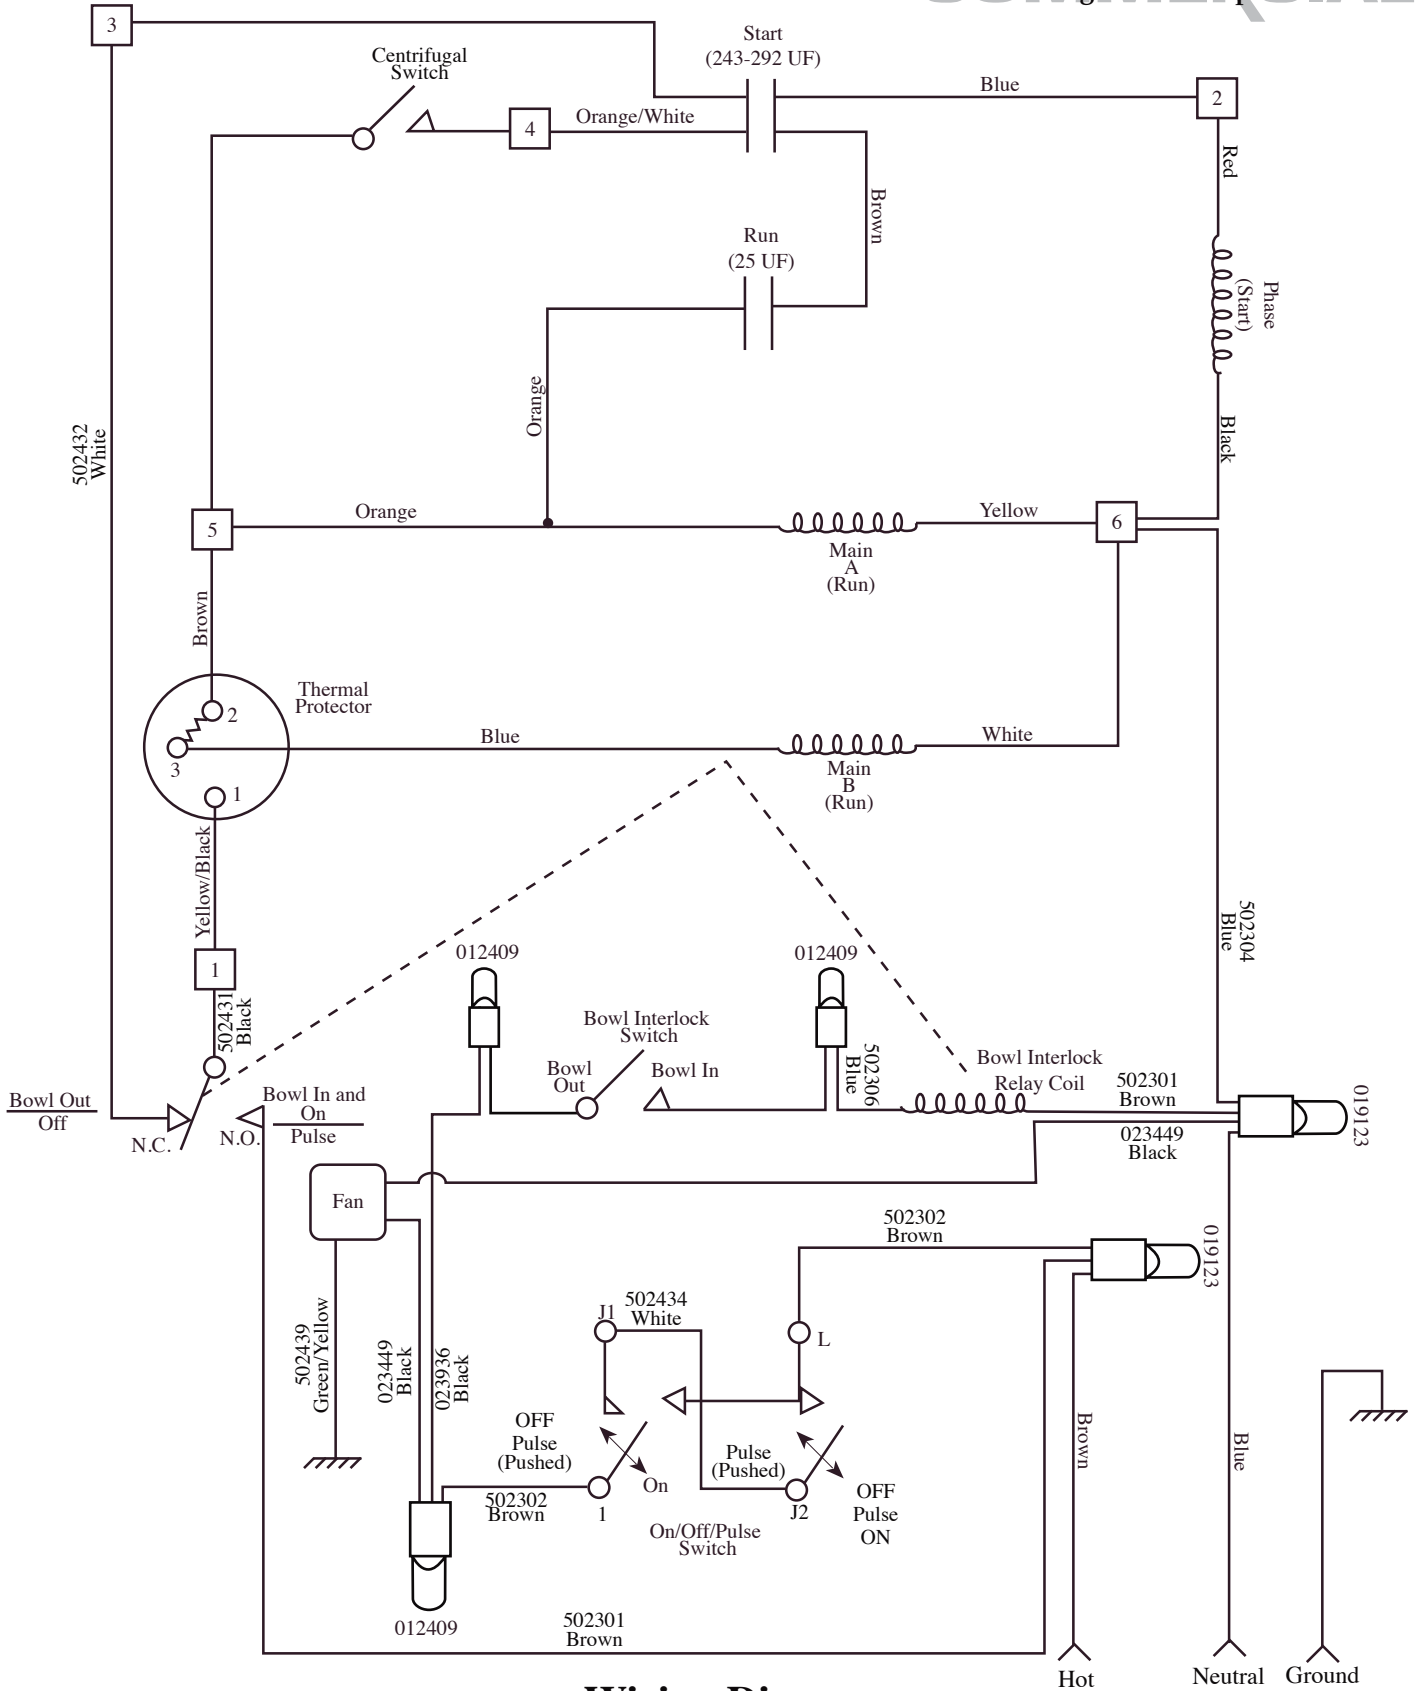 3
Start
(243-292 UF)
Centrifugal
Switch
4
Orange/White
Blue
2
Red
Brown
Run
(25 UF)
Phase
(Start)
Orange
Black
502432
White
5
Orange
Yellow
6
Main
A
(Run)
Brown
Thermal
Protector
2
3
1
Blue
White
Main
B
(Run)
Yellow/Black
1
502431
Black
012409
012409
502304
Blue
Bowl Interlock
Switch
Bowl
Out
Bowl In
502306
Blue
Bowl Interlock
Relay Coil
502301
Brown
023449
Black
019123
Bowl Out
Off
N.C.
N.O.
Bowl In and
On
Pulse
Fan
502302
Brown
019123
502439
Green/Yellow
023449
Black
023936
Black
J1
502434
White
L
OFF
Pulse
(Pushed)
On
Pulse
(Pushed)
502302
Brown
1
J2
OFF
Pulse
ON
On/Off/Pulse
Switch
Brown
Blue
012409
502301
Brown
Hot
Neutral
Ground